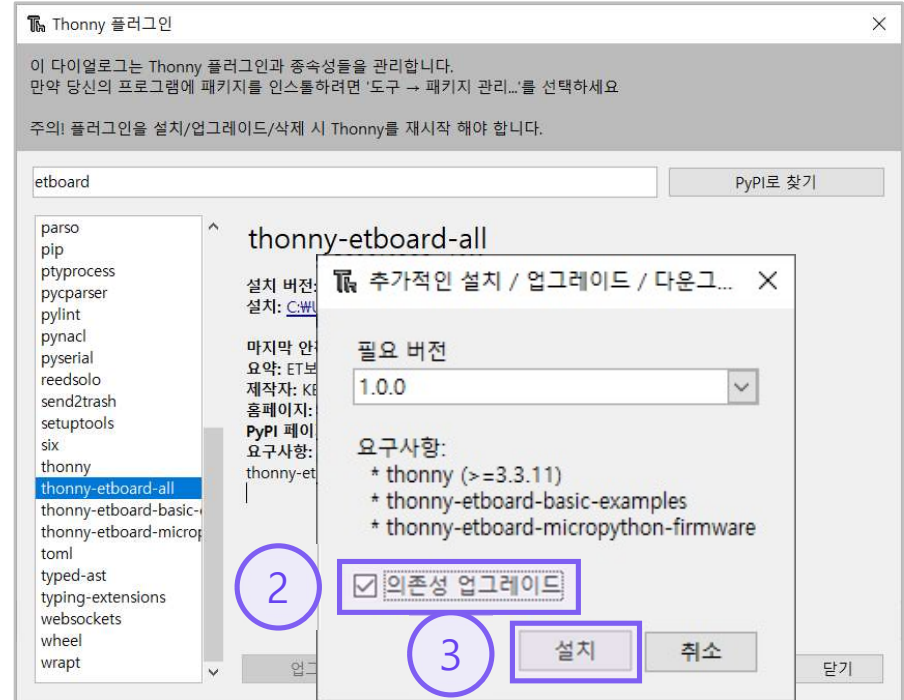 Thonny 플러그인
이 다이얼로그는 Thonny 플러그인과 종속성들을 관리합니다.
만약 당신의 프로그램에 패키지를 인스톨하려면 '도구 → 패키지 관리...'를 선택하세요
주의! 플러그인을 설치/업그레이드/삭제 시 Thonny를 재시작 해야 합니다.
etboard
PyPI로 찾기
parso
pip
ptyprocess
pycparser
pylint
pynacl
pyserial
reedsolo
send2trash
setuptools
six
thonny
thonny-etboard-all
thonny-etboard-basic-
thonny-etboard-microp
toml
typed-ast
typing-extensions
websockets
wheel
wrapt
thonny-etboard-all
설치 버전:
설치: C:₩U
마지막 안
요약: ET보
제작자: KE
홈페이지:
PyPI 페이
요구사항:
thonny-et
업그
닫기
추가적인 설치 / 업그레이드 / 다운그...
필요 버전
1.0.0
요구사항:
* thonny (>=3.3.11)
* thonny-etboard-basic-examples
* thonny-etboard-micropython-firmware
2
의존성 업그레이드
3
설치
취소